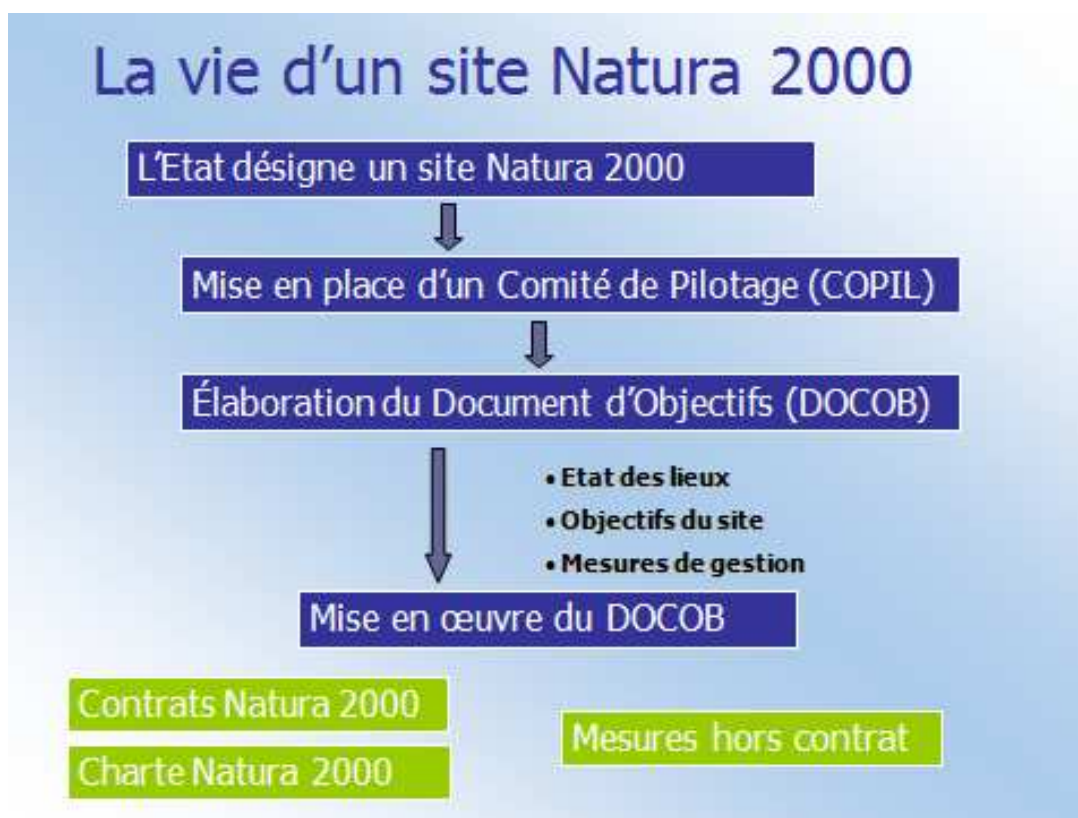 La vie d'un site Natura 2000
L'Etat désigne un site Natura 2000
Mise en place d'un Comité de Pilotage (COPIL)
Élaboration du Document d'Objectifs (DOCOB)
• Etat des lieux
• Objectifs du site
• Mesures de gestion
Mise en œuvre du DOCOB
Contrats Natura 2000
Mesures hors contrat
Charte Natura 2000